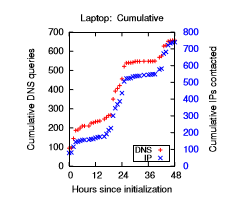 Laptop: Cumulative
Cumulative DNS queries
700
600
500
400
300
200
100
0
800
700
600
500
400
300
200
100
0
Cumulative IPs contacted
DNS
IP
0 12 24 36 48
Hours since initialization